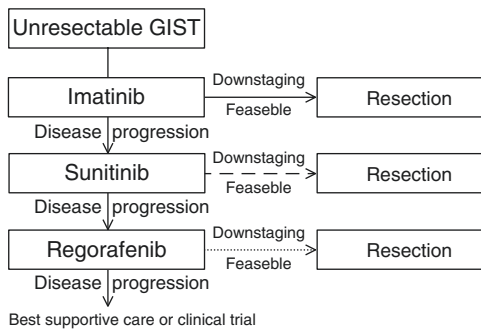 Unresectable GIST
Imatinib
Downstaging
Feaseble
Resection
Disease progression
Sunitinib
Downstaging
Feaseble
Resection
Disease progression
Regorafenib
Downstaging
Feaseble
Resection
Disease progression
Best supportive care or clinical trial